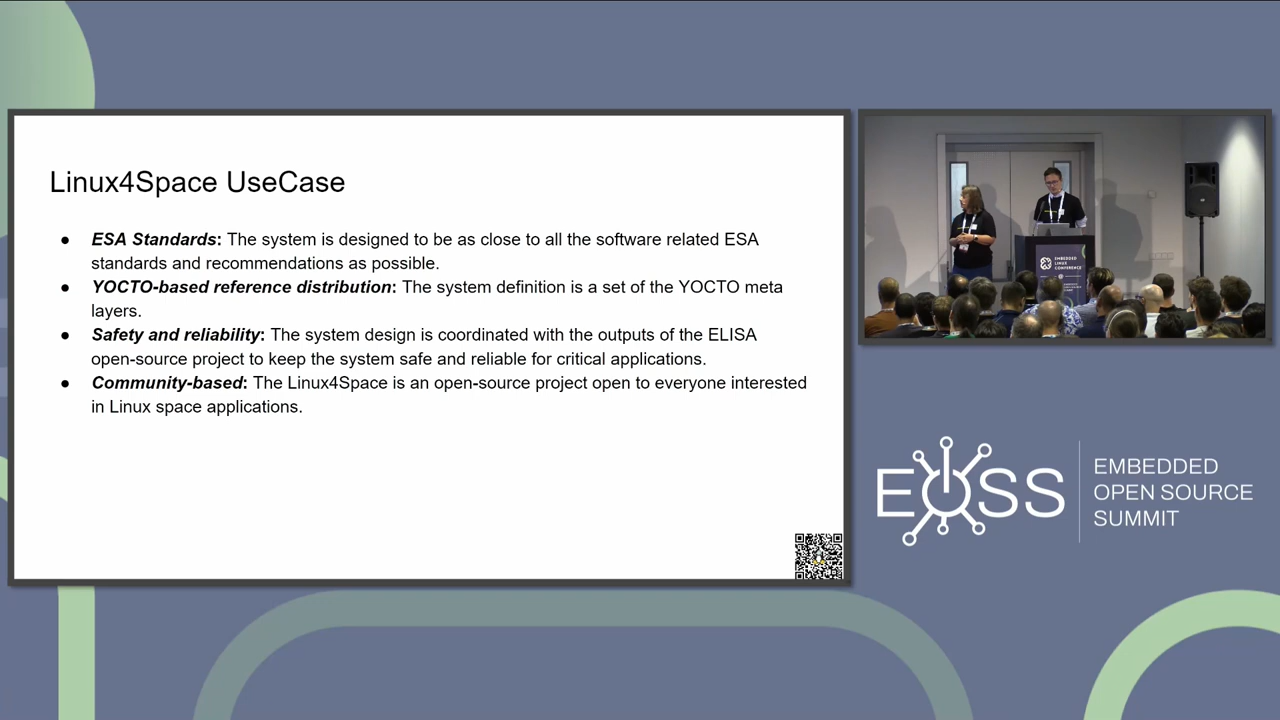 Linux4Space UseCase
● ESA Standards: The system is designed to be as close to all the software related ESA
standards and recommendations as possible.
● YOCTO-based reference distribution: The system definition is a set of the YOCTO meta
layers.
● Safety and reliability: The system design is coordinated with the outputs of the ELISA
open-source project to keep the system safe and reliable for critical applications.
● Community-based: The Linux4Space is an open-source project open to everyone interested
in Linux space applications.
EMBEDDED
LINUX
CONFERENCE
EOSS
EMBEDDED
OPEN SOURCE
SUMMIT